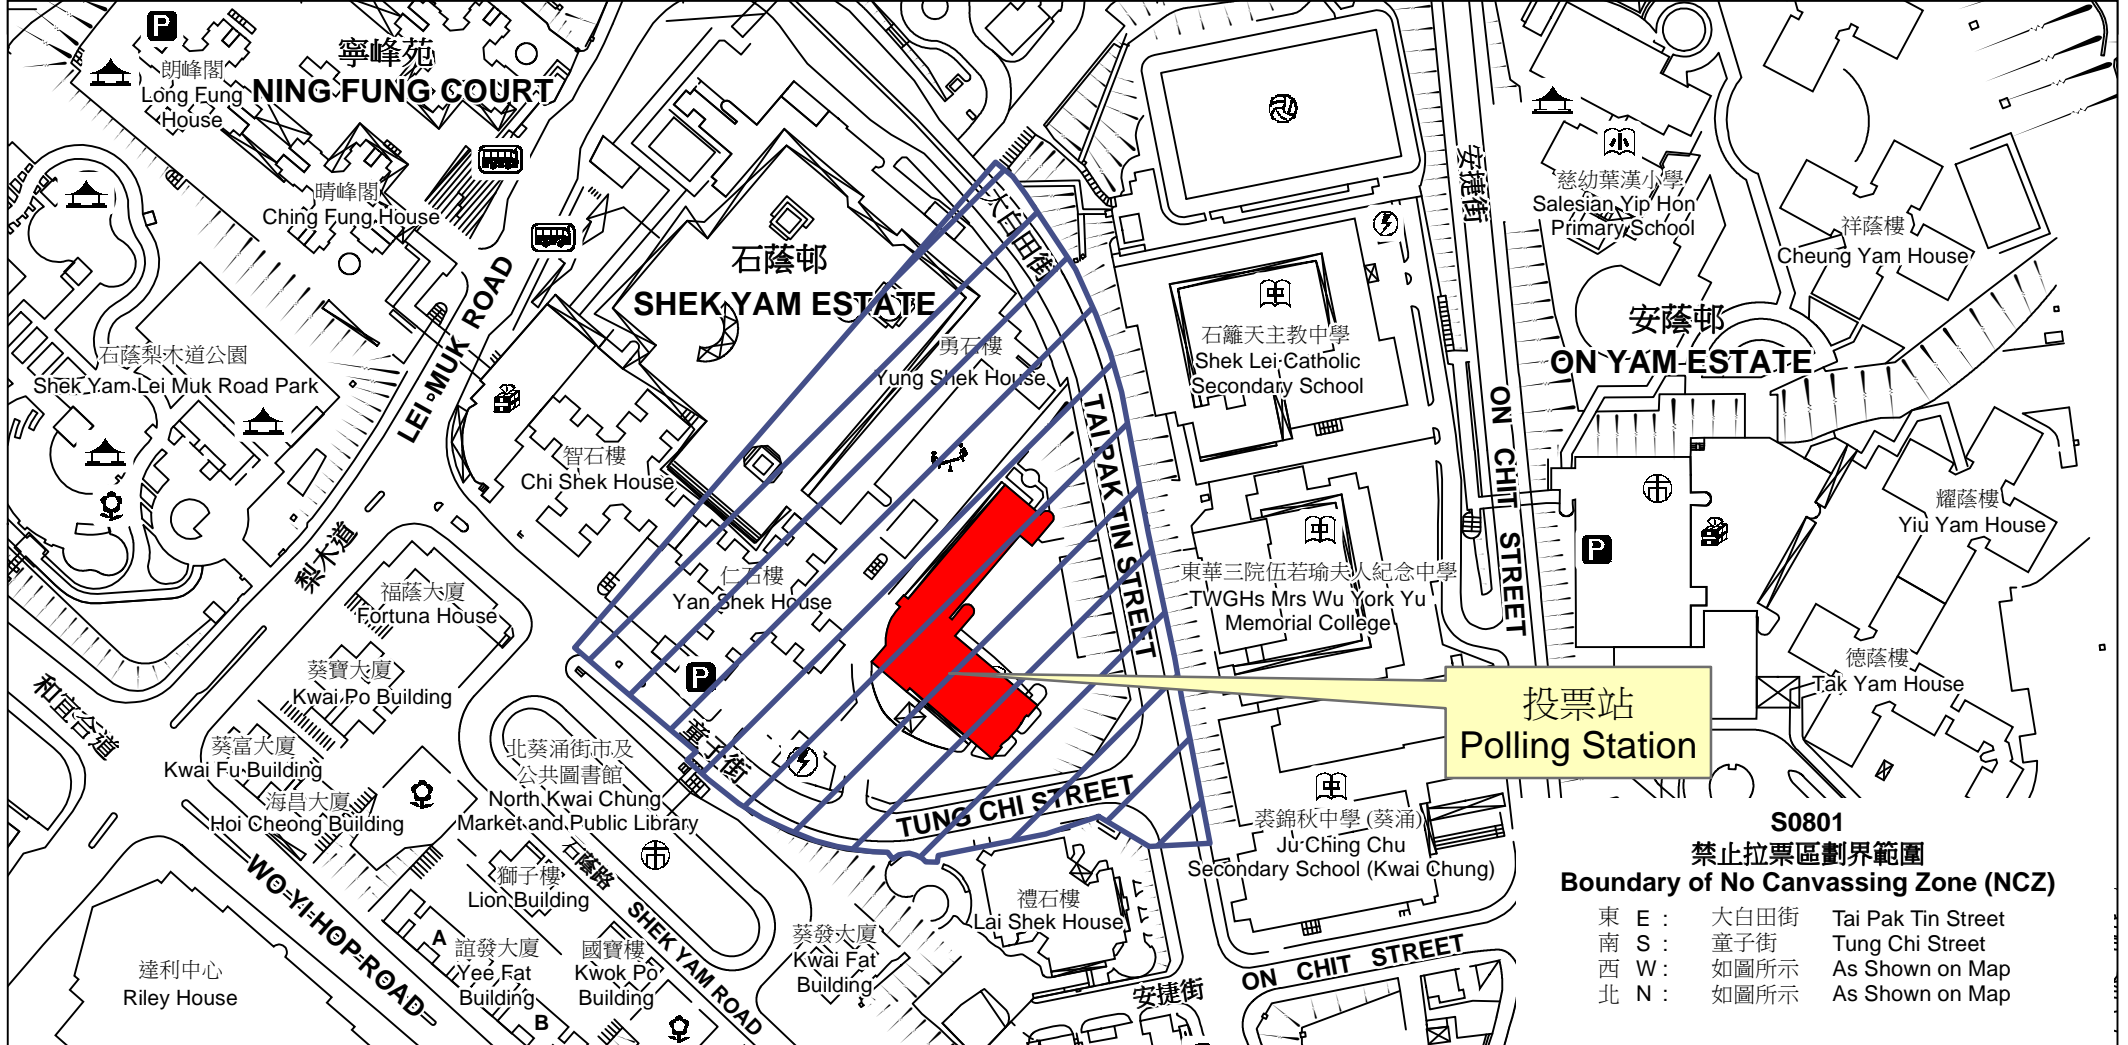 P
寧峰苑
NING FUNG COURT
朗峰閣
Long Fung
House
晴峰閣
Ching Fung House
石蔭梨木道公園
Shek Yam Lei Muk Road Park
LEI MUK ROAD
梨木道
石蔭邨
SHEK YAM ESTATE
大白田街
勇石樓
Yung Shek House
智石樓
Chi Shek House
仁石樓
Yan Shek House
P
TAI PAK TIN STREET
童子街
TUNG CHI STREET
安捷街
小
慈幼葉漢小學
Salesian Yip Hon
Primary School
祥蔭樓
Cheung Yam House
中
石籬天主教中學
Shek Lei Catholic
Secondary School
安蔭邨
ON YAM ESTATE
ON CHIT STREET
市
P
耀蔭樓
Yiu Yam House
中
東華三院伍若瑜夫人紀念中學
TWGHs Mrs Wu York Yu
Memorial College
德蔭樓
Tak Yam House
投票站
Polling Station
福蔭大廈
Fortuna House
葵寶大廈
Kwai Po Building
和宜合道
葵富大廈
Kwai Fu Building
海昌大廈
Hoi Cheong Building
北葵涌街市及
公共圖書館
North Kwai Chung
Market and Public Library
市
石蔭路
SHEK YAM ROAD
獅子樓
Lion Building
WO YI HOP ROAD
A
誼發大廈
Yee Fat
Building
B
國寶樓
Kwok Po
Building
葵發大廈
Kwai Fat
Building
達利中心
Riley House
禮石樓
Lai Shek House
中
裘錦秋中學 (葵涌)
Ju Ching Chu
Secondary School (Kwai Chung)
安捷街
ON CHIT STREET
S0801
禁止拉票區劃界範圍
Boundary of No Canvassing Zone (NCZ)
東 E : 大白田街 Tai Pak Tin Street
南 S : 童子街 Tung Chi Street
西 W : 如圖所示 As Shown on Map
北 N : 如圖所示 As Shown on Map